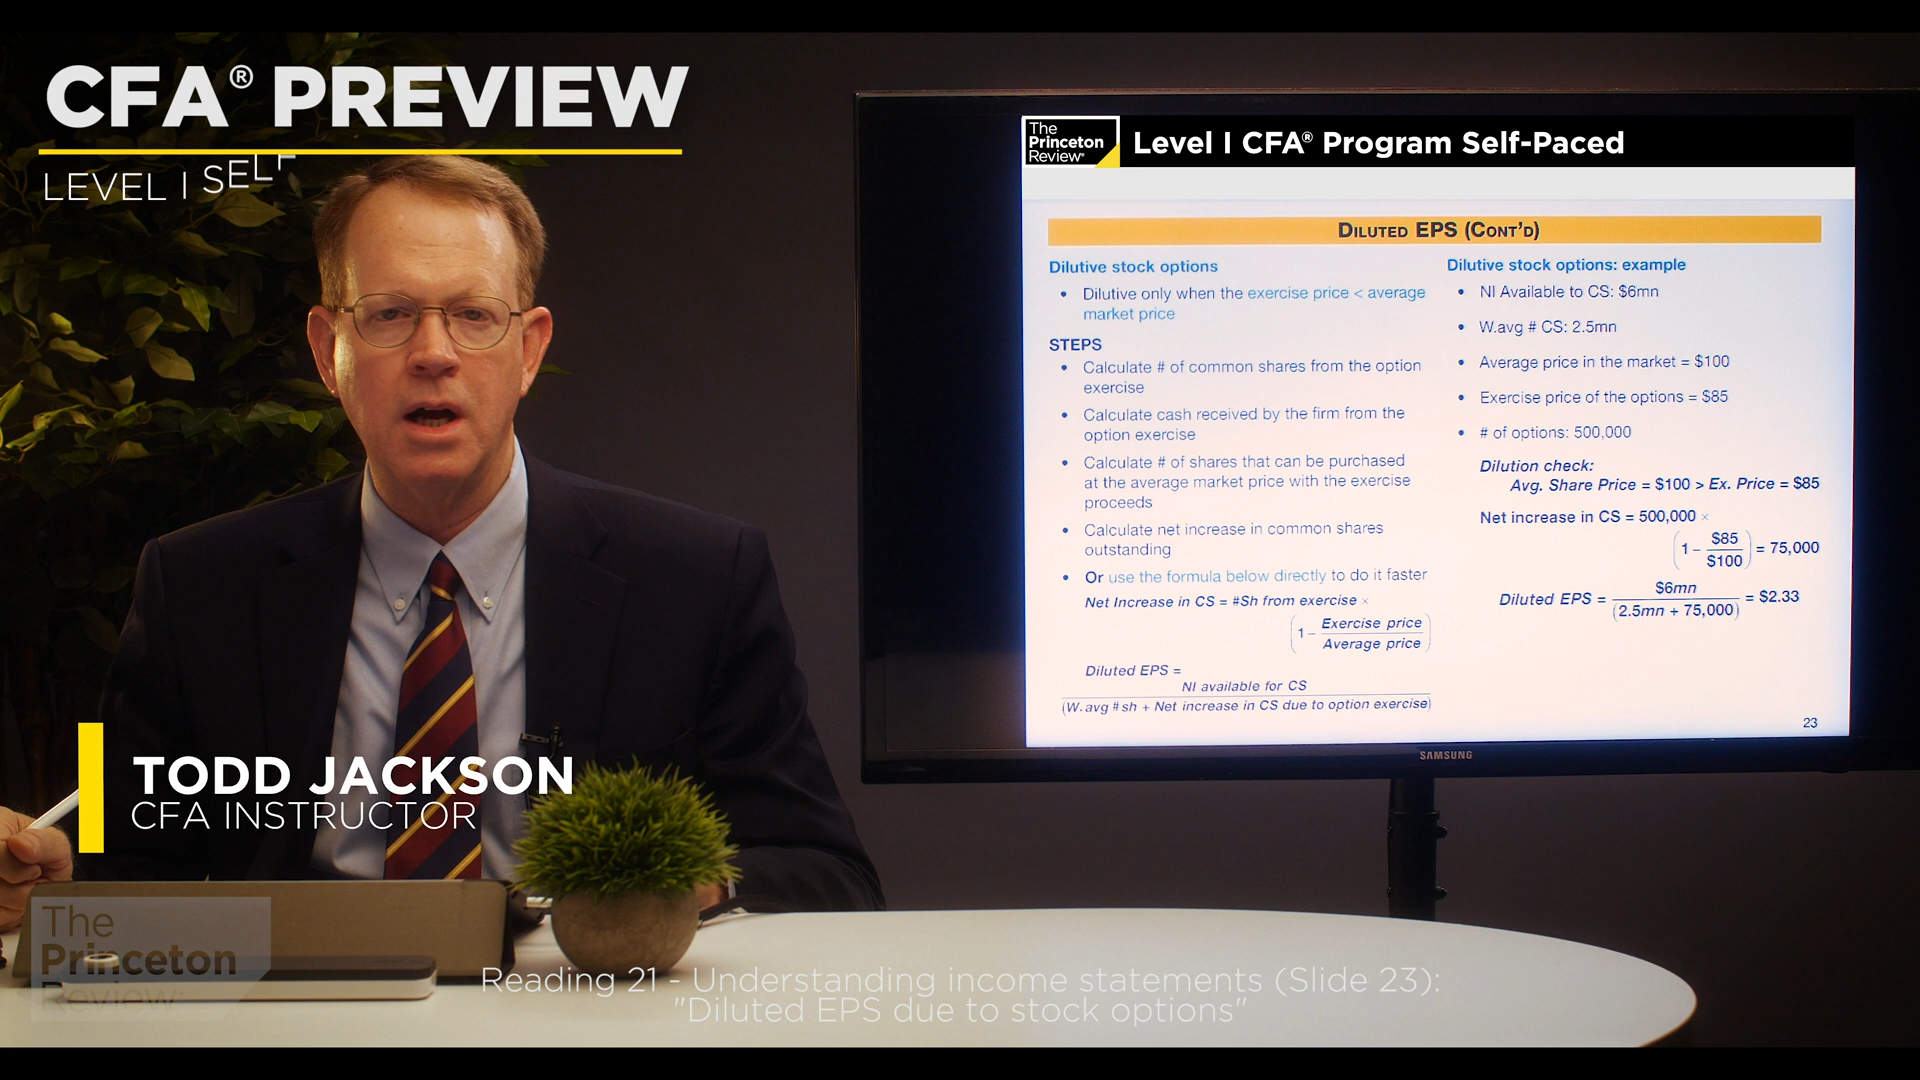 CFA® PREVIEW
LEVEL I SELF
The
Princeton
Review®
Level I CFA® Program Self-Paced
DILUTED EPS (CONT'D)
Dilutive stock options
• Dilutive only when the exercise price < average
market price
STEPS
• Calculate # of common shares from the option
exercise
• Calculate cash received by the firm from the
option exercise
• Calculate # of shares that can be purchased
at the average market price with the exercise
proceeds
• Calculate net increase in common shares
outstanding
• Or use the formula below directly to do it faster
Net Increase in CS = #Sh from exercise ×
(1 – Exercise price
Average price)
Diluted EPS =
NI available for CS
(W. avg # sh + Net increase in CS due to option exercise)
Dilutive stock options: example
• NI Available to CS: $6mn
• W.avg # CS: 2.5mn
• Average price in the market = $100
• Exercise price of the options = $85
• # of options: 500,000
Dilution check:
Avg. Share Price = $100 > Ex. Price = $85
Net increase in CS = 500,000 ×
(1 – $85
$100) = 75,000
Diluted EPS = $6mn
(2.5mn + 75,000) = $2.33
23
SAMSUNG
TODD JACKSON
CFA INSTRUCTOR
The
Princeton
Review®
Reading 21 - Understanding income statements (Slide 23):
"Diluted EPS due to stock options"